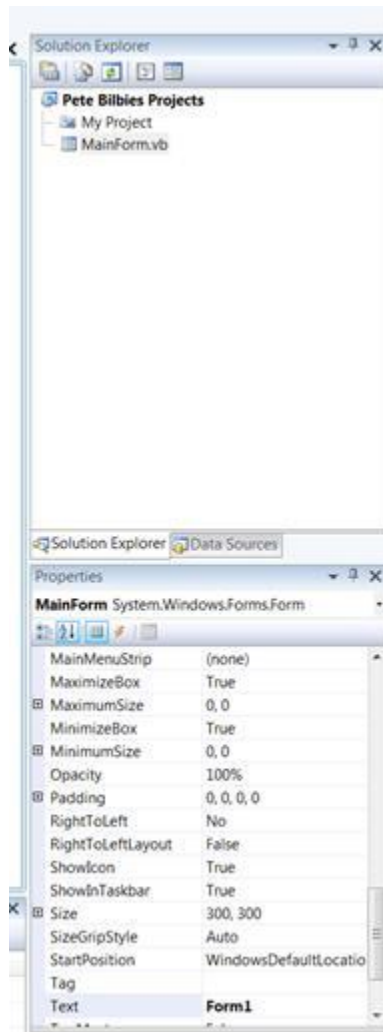 Solution Explorer
Pete Bilbies Projects
My Project
MainForm.vb
Solution Explorer Data Sources
Properties
MainForm System.Windows.Forms.Form
MainMenuStrip (none)
MaximizeBox True
MaximumSize 0, 0
MinimizeBox True
MinimumSize 0, 0
Opacity 100%
Padding 0, 0, 0, 0
RightToLeft No
RightToLeftLayout False
ShowIcon True
ShowInTaskbar True
Size 300, 300
SizeGripStyle Auto
StartPosition WindowsDefaultLocatio
Tag
Text Form1